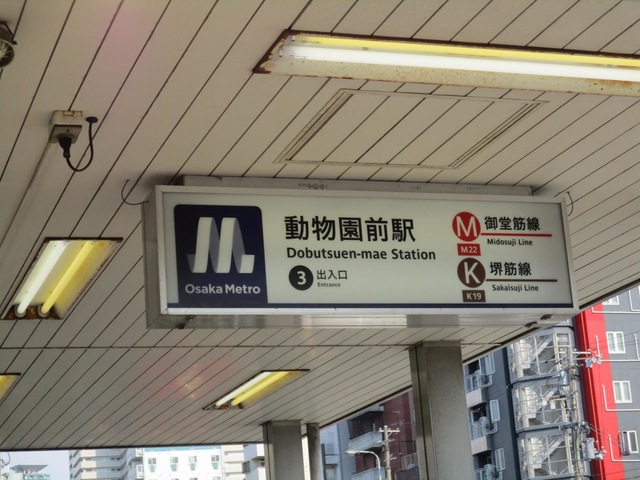 Osaka Metro
動物園前駅
Dobutsuen-mae Station
3 出入口
Entrance
M 御堂筋線
M22 Midosuji Line
K 堺筋線
K19 Sakaisuji Line